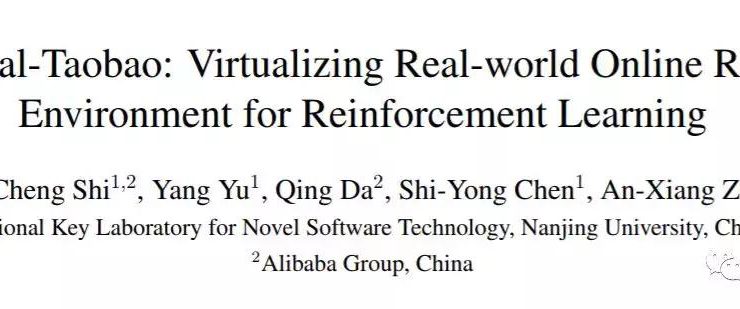 al-Taobao: Virtualizing Real-world Online R
Environment for Reinforcement Learning
Cheng Shi¹,², Yang Yu¹, Qing Da², Shi-Yong Chen¹, An-Xiang Z
ional Key Laboratory for Novel Software Technology, Nanjing University, Ch
²Alibaba Group, China